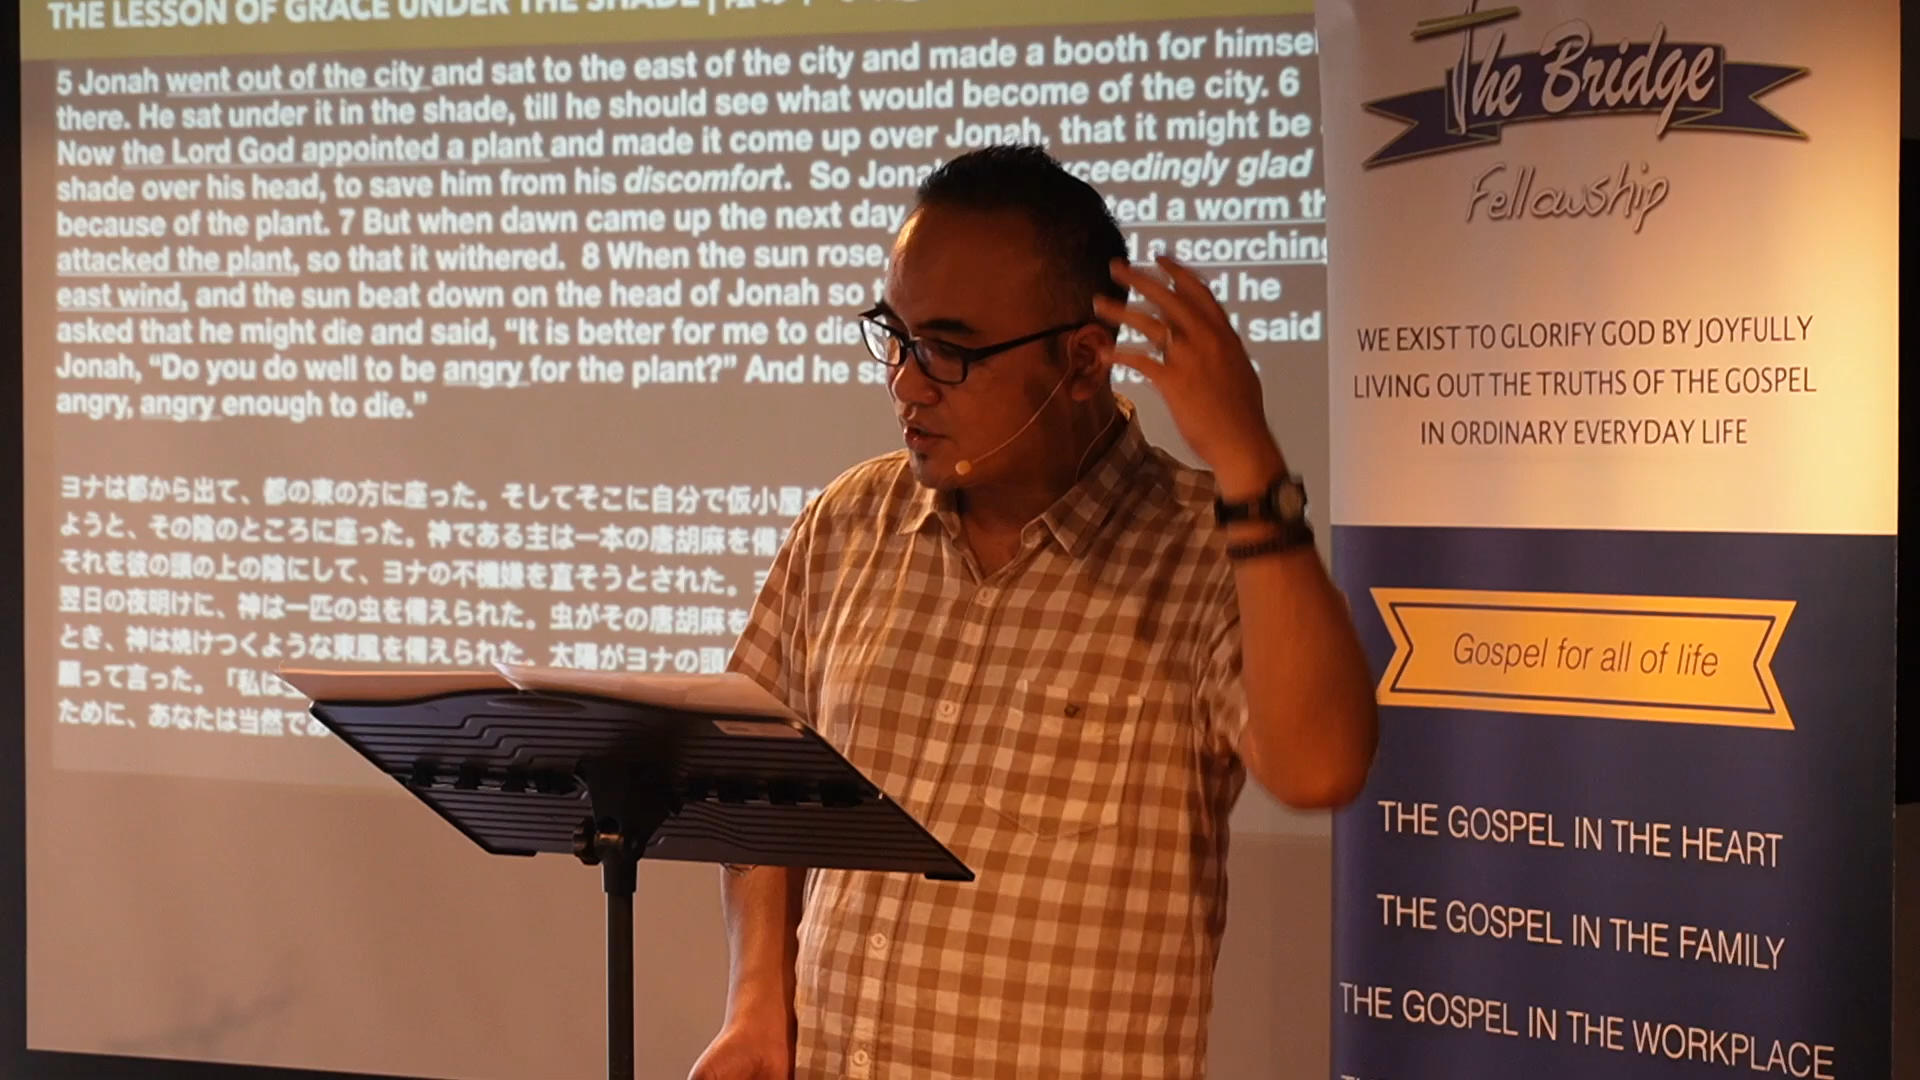 THE LESSON OF GRACE UNDER THE SHADE |
5 Jonah went out of the city and sat to the east of the city and made a booth for himsel
there. He sat under it in the shade, till he should see what would become of the city. 6
Now the Lord God appointed a plant and made it come up over Jonah, that it might be
shade over his head, to save him from his discomfort. So Jona ceedingly glad
because of the plant. 7 But when dawn came up the next day ted a worm th
attacked the plant, so that it withered. 8 When the sun rose, a scorching
east wind, and the sun beat down on the head of Jonah so d he
asked that he might die and said, “It is better for me to die said
Jonah, “Do you do well to be angry for the plant?” And he sa
angry, angry enough to die.”
ヨナは都から出て、都の東の方に座った。そしてそこに自分で仮小屋
ようと、その陰のところに座った。神である主は一本の唐胡麻を備
それを彼の頭の上の陰にして、ヨナの不機嫌を直そうとされた。ヨ
翌日の夜明けに、神は一匹の虫を備えられた。虫がその唐胡麻を
とき、神は焼けつくような東風を備えられた。太陽がヨナの頭
願って言った。「私は
ために、あなたは当然で
The Bridge
Fellowship
WE EXIST TO GLORIFY GOD BY JOYFULLY
LIVING OUT THE TRUTHS OF THE GOSPEL
IN ORDINARY EVERYDAY LIFE
Gospel for all of life
THE GOSPEL IN THE HEART
THE GOSPEL IN THE FAMILY
THE GOSPEL IN THE WORKPLACE